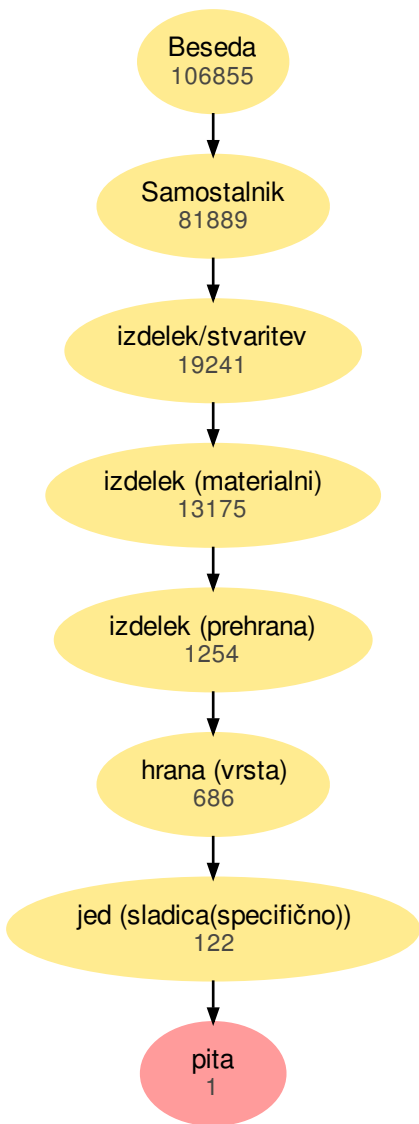 Beseda
106855
Samostalnik
81889
izdelek/stvaritev
19241
izdelek (materialni)
13175
izdelek (prehrana)
1254
hrana (vrsta)
686
jed (sladica(specifično))
122
pita
1